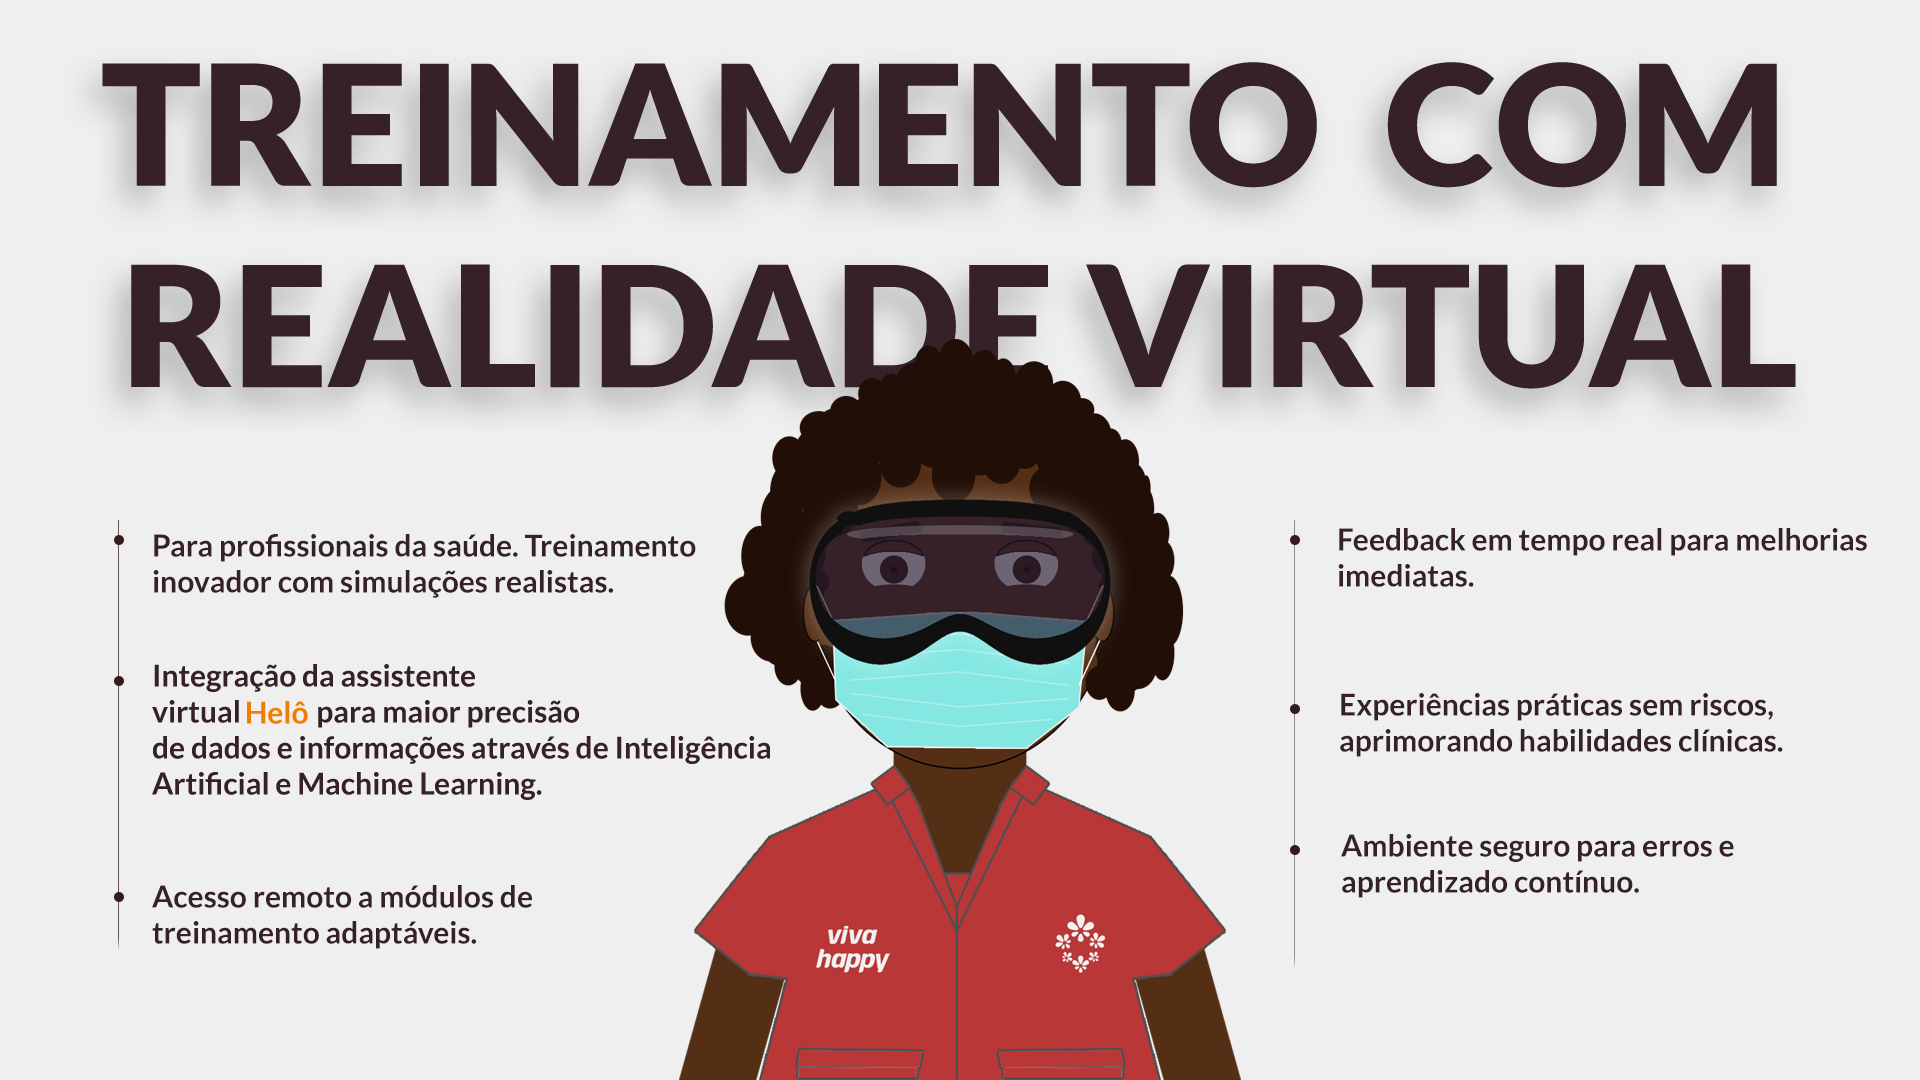 TREINAMENTO COM
REALIDADE VIRTUAL
Para profissionais da saúde. Treinamento
inovador com simulações realistas.
Integração da assistente
virtual Helô para maior precisão
de dados e informações através de Inteligência
Artificial e Machine Learning.
Acesso remoto a módulos de
treinamento adaptáveis.
Feedback em tempo real para melhorias
imediatas.
Experiências práticas sem riscos,
aprimorando habilidades clínicas.
Ambiente seguro para erros e
aprendizado contínuo.
viva
happy